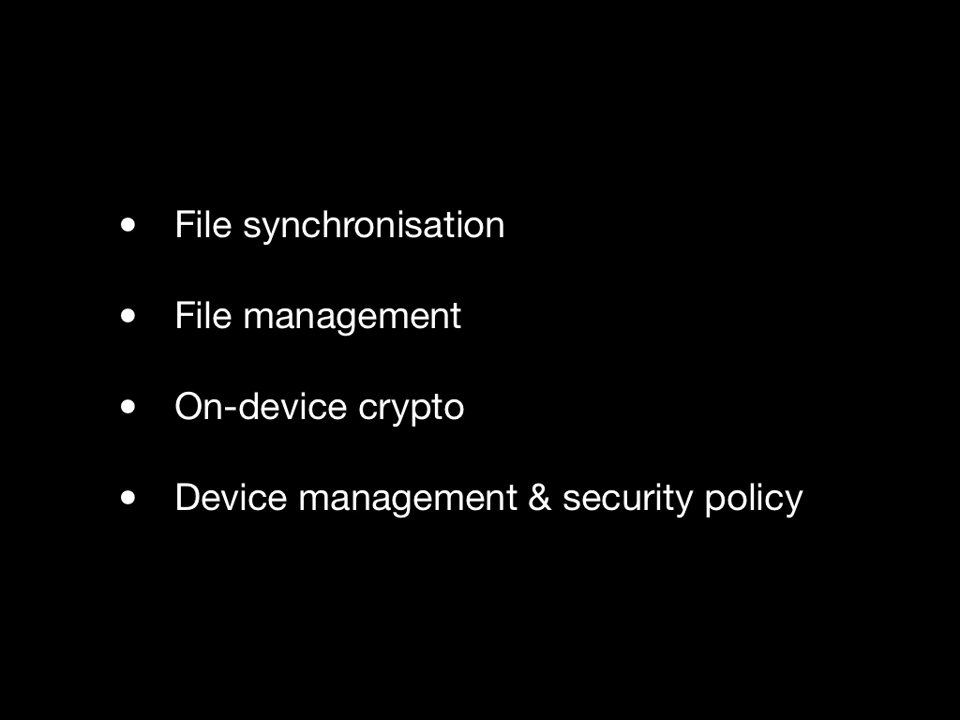 • File synchronisation
• File management
• On-device crypto
• Device management & security policy